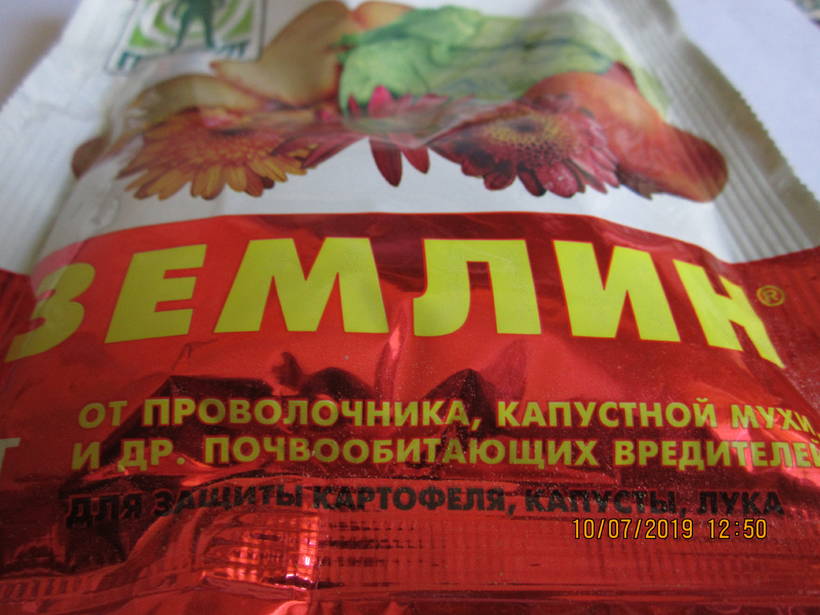 ЗЕМЛИН®
ОТ ПРОВОЛОЧНИКА, КАПУСТНОЙ МУХИ
И ДР. ПОЧВООБИТАЮЩИХ ВРЕДИТЕЛЕЙ
ДЛЯ ЗАЩИТЫ КАРТОФЕЛЯ, КАПУСТЫ, ЛУКА
10/07/2019 12:50